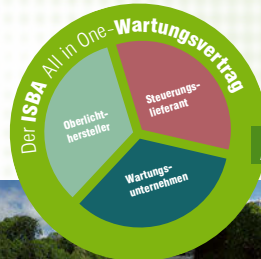 Der ISBA All in One-Wartungsvertrag
Oberlicht-
hersteller
Steuerungs-
lieferant
Wartungs-
unternehmen